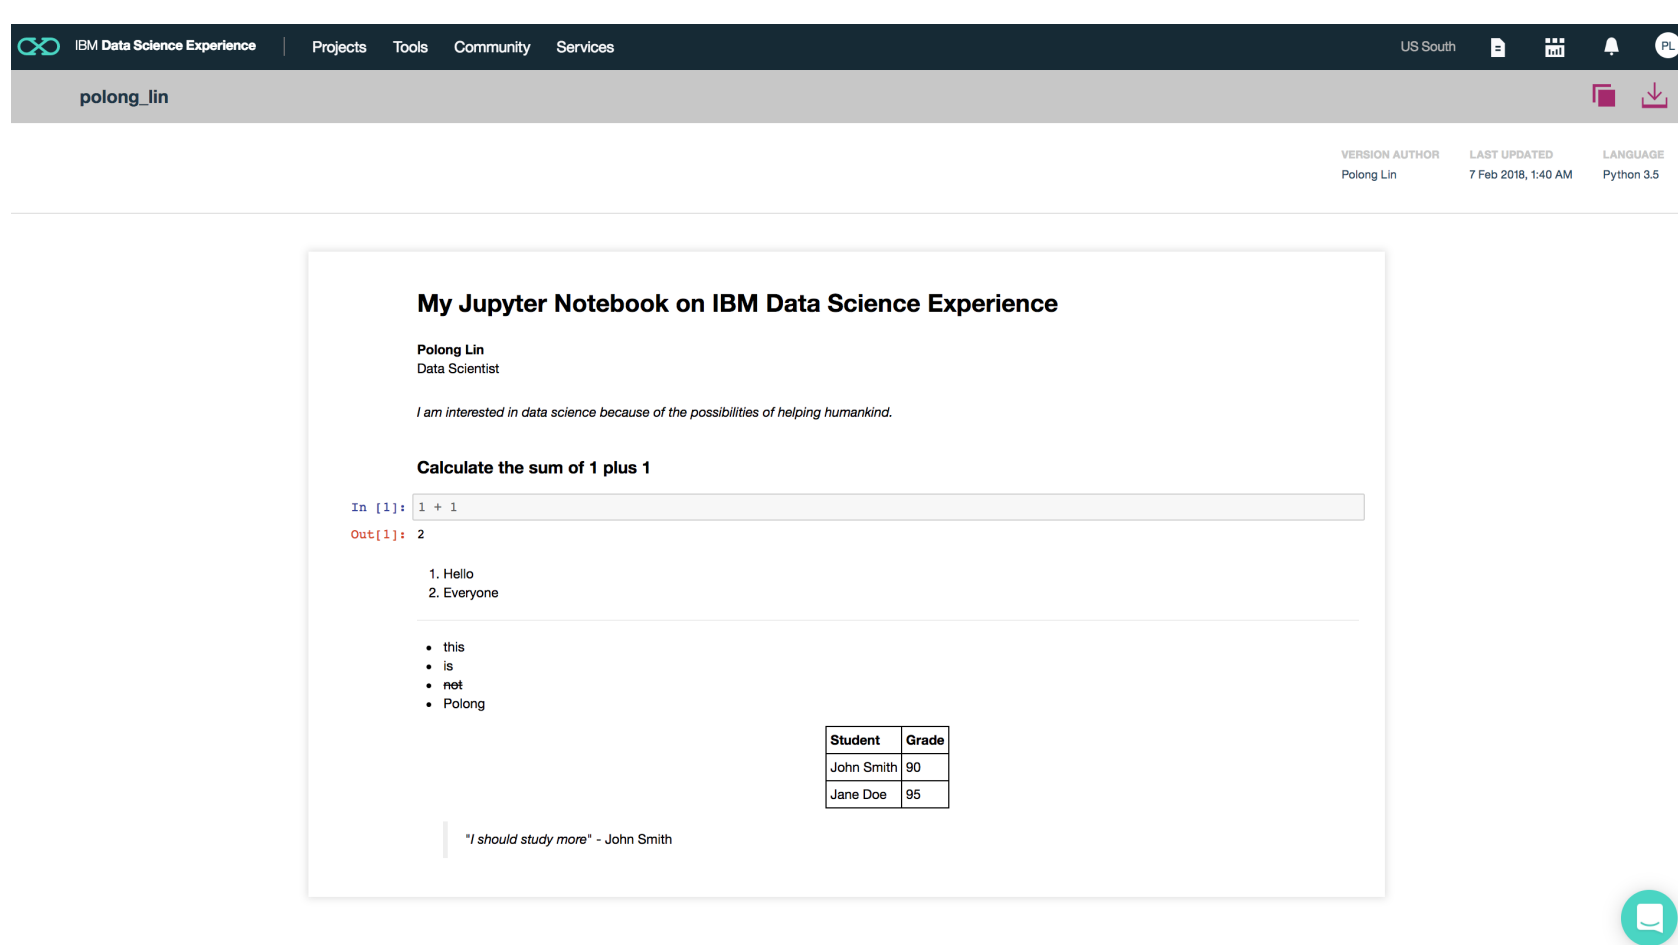 IBM Data Science Experience Projects Tools Community Services US South PL
polong_lin
VERSION AUTHOR LAST UPDATED LANGUAGE
Polong Lin 7 Feb 2018, 1:40 AM Python 3.5
My Jupyter Notebook on IBM Data Science Experience
Polong Lin
Data Scientist
I am interested in data science because of the possibilities of helping humankind.
Calculate the sum of 1 plus 1
In [1]: 1 + 1
Out[1]: 2
1. Hello
2. Everyone
• this
• is
• not
• Polong
Student Grade
John Smith 90
Jane Doe 95
"I should study more" - John Smith